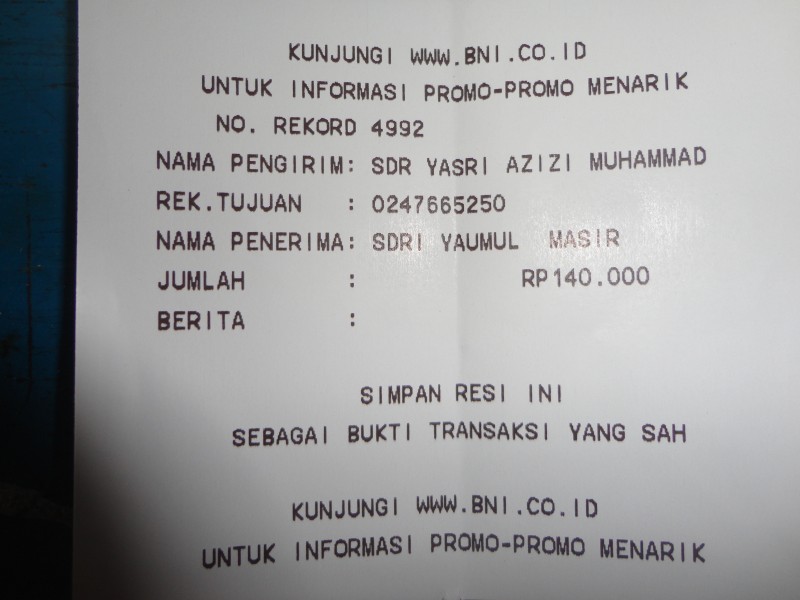 KUNJUNGI WWW.BNI.CO.ID
UNTUK INFORMASI PROMO-PROMO MENARIK
NO. REKORD 4992
NAMA PENGIRIM: SDR YASRI AZIZI MUHAMMAD
REK.TUJUAN : 0247665250
NAMA PENERIMA: SDRI YAUMUL MASIR
JUMLAH : RP140.000
BERITA :
SIMPAN RESI INI
SEBAGAI BUKTI TRANSAKSI YANG SAH
KUNJUNGI WWW.BNI.CO.ID
UNTUK INFORMASI PROMO-PROMO MENARIK